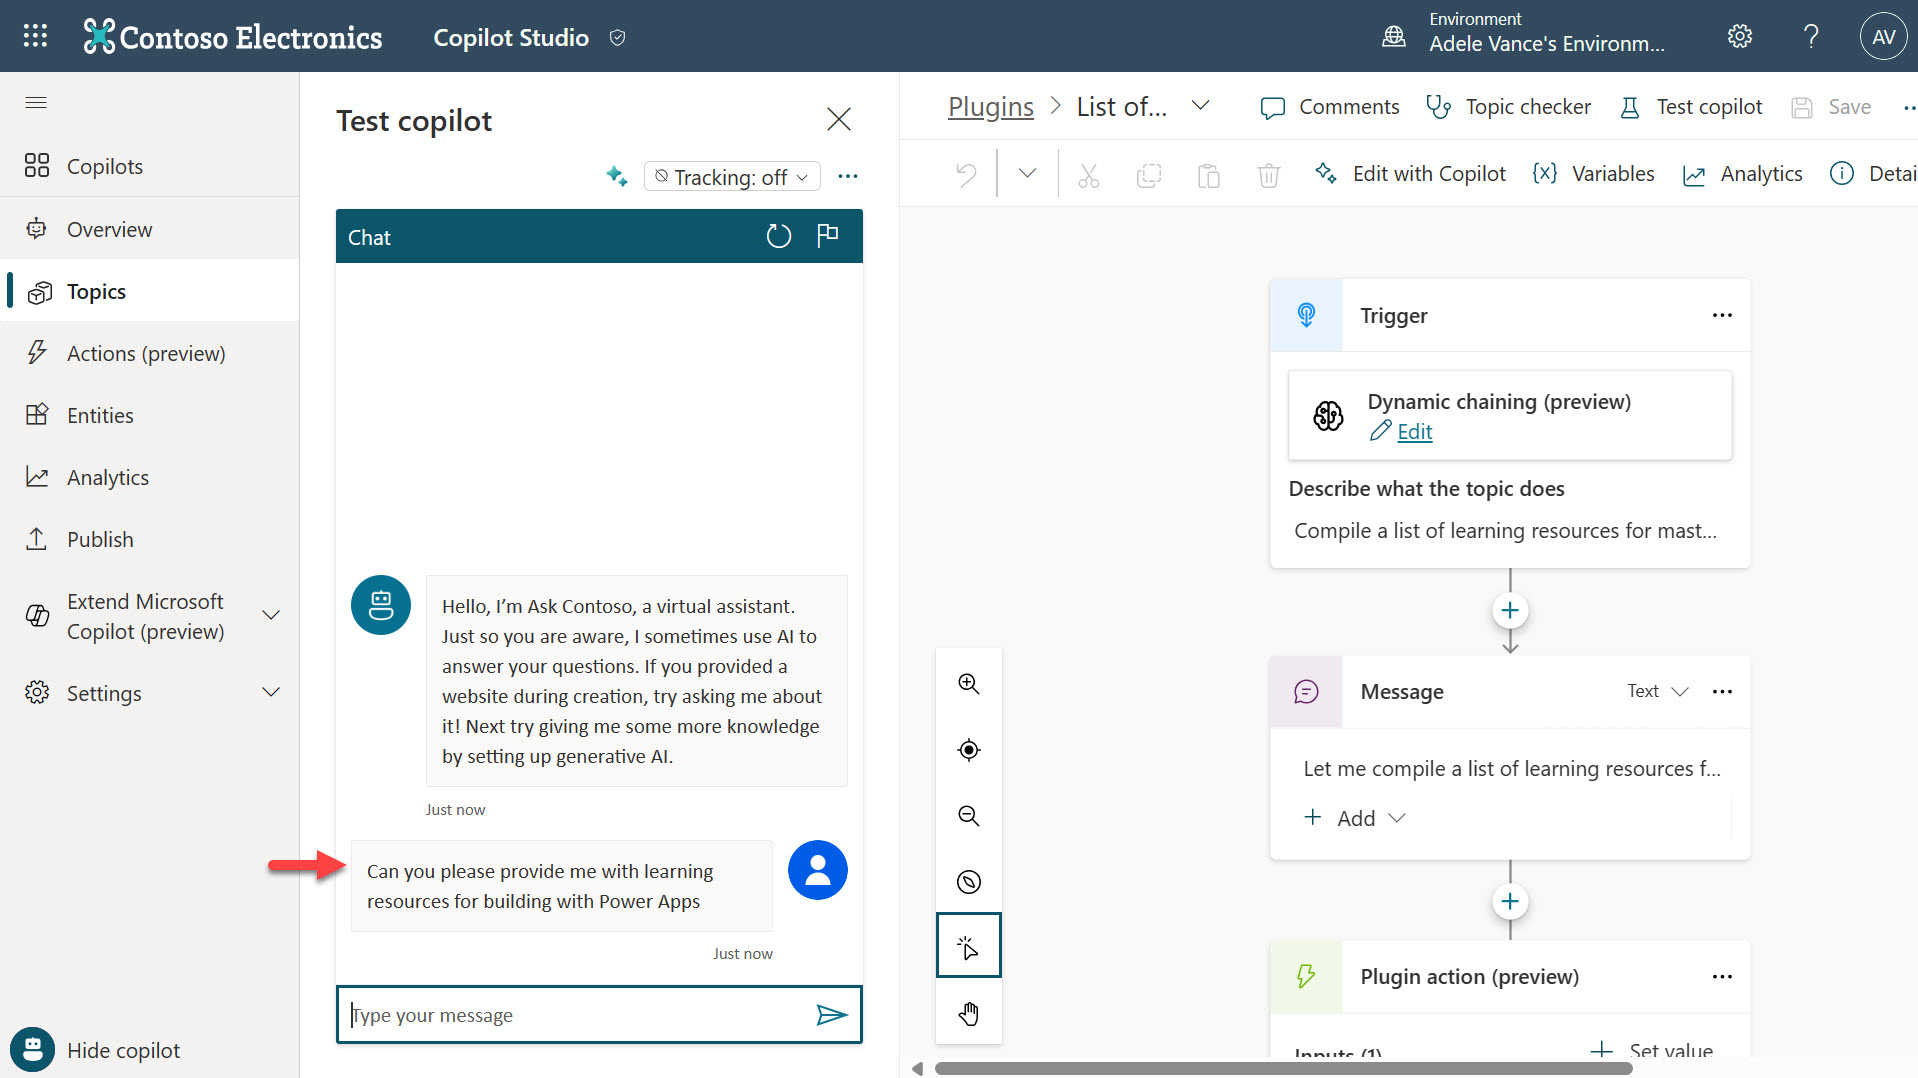 Contoso Electronics
Copilot Studio
Environment
Adele Vance's Environm...
AV
Copilots
Overview
Topics
Actions (preview)
Entities
Analytics
Publish
Extend Microsoft
Copilot (preview)
Settings
Hide copilot
Test copilot
Tracking: off
Chat
Hello, I’m Ask Contoso, a virtual assistant.
Just so you are aware, I sometimes use AI to
answer your questions. If you provided a
website during creation, try asking me about
it! Next try giving me some more knowledge
by setting up generative AI.
Just now
Can you please provide me with learning
resources for building with Power Apps
Just now
Type your message
Plugins > List of...
Comments
Topic checker
Test copilot
Save
Edit with Copilot
{x} Variables
Analytics
Detai
Trigger
Dynamic chaining (preview)
Edit
Describe what the topic does
Compile a list of learning resources for mast...
Message
Text
Let me compile a list of learning resources f...
Add
Plugin action (preview)
Inputs (1)
Set value